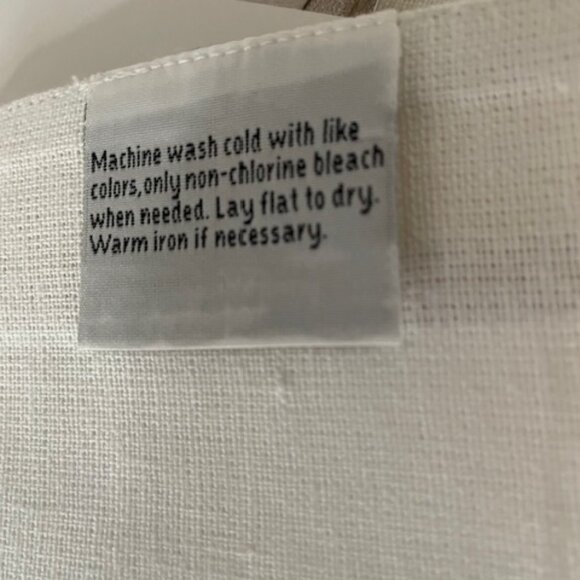 Machine wash cold with like
colors,only non-chlorine bleach
when needed. Lay flat to dry.
Warm iron if necessary.